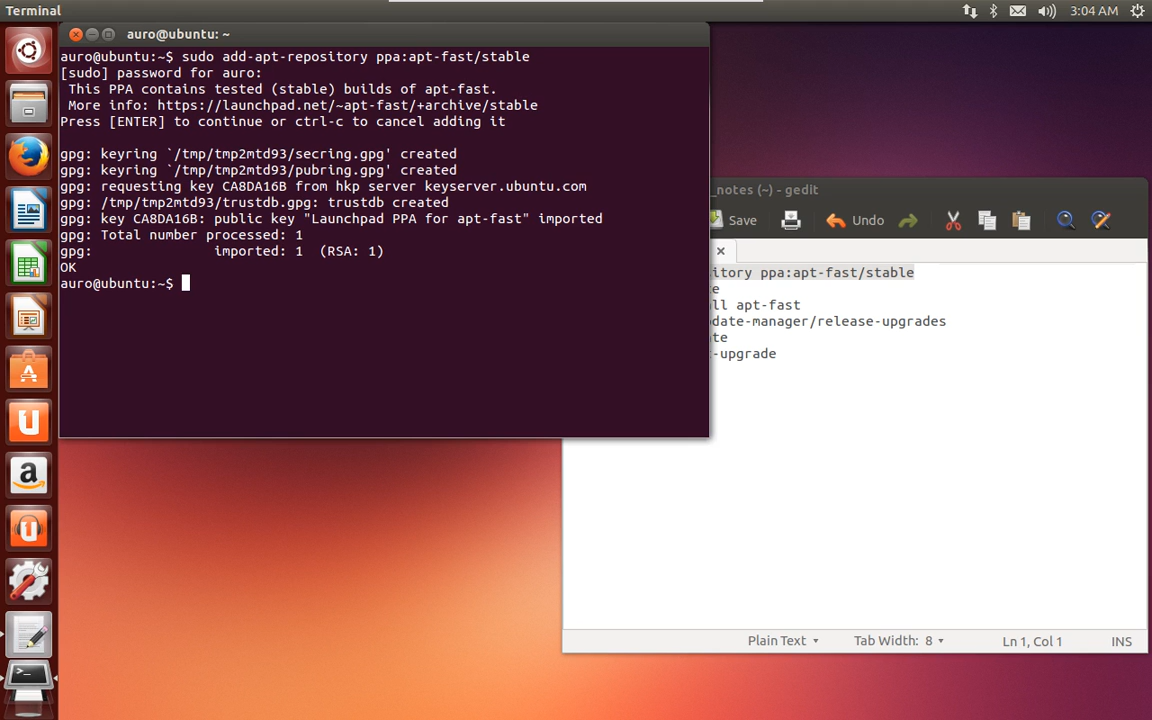 Terminal
3:04 AM
auro@ubuntu: ~
auro@ubuntu:~$ sudo add-apt-repository ppa:apt-fast/stable
[sudo] password for auro:
This PPA contains tested (stable) builds of apt-fast.
More info: https://launchpad.net/~apt-fast/+archive/stable
Press [ENTER] to continue or ctrl-c to cancel adding it
gpg: keyring `/tmp/tmp2mtd93/secring.gpg' created
gpg: keyring `/tmp/tmp2mtd93/pubring.gpg' created
gpg: requesting key CA8DA16B from hkp server keyserver.ubuntu.com
gpg: /tmp/tmp2mtd93/trustdb.gpg: trustdb created
gpg: key CA8DA16B: public key "Launchpad PPA for apt-fast" imported
gpg: Total number processed: 1
gpg:               imported: 1  (RSA: 1)
OK
auro@ubuntu:~$
_notes (~) - gedit
Save
Undo
itory ppa:apt-fast/stable
te
ll apt-fast
pdate-manager/release-upgrades
ate
t-upgrade
Plain Text
Tab Width: 8
Ln 1, Col 1
INS